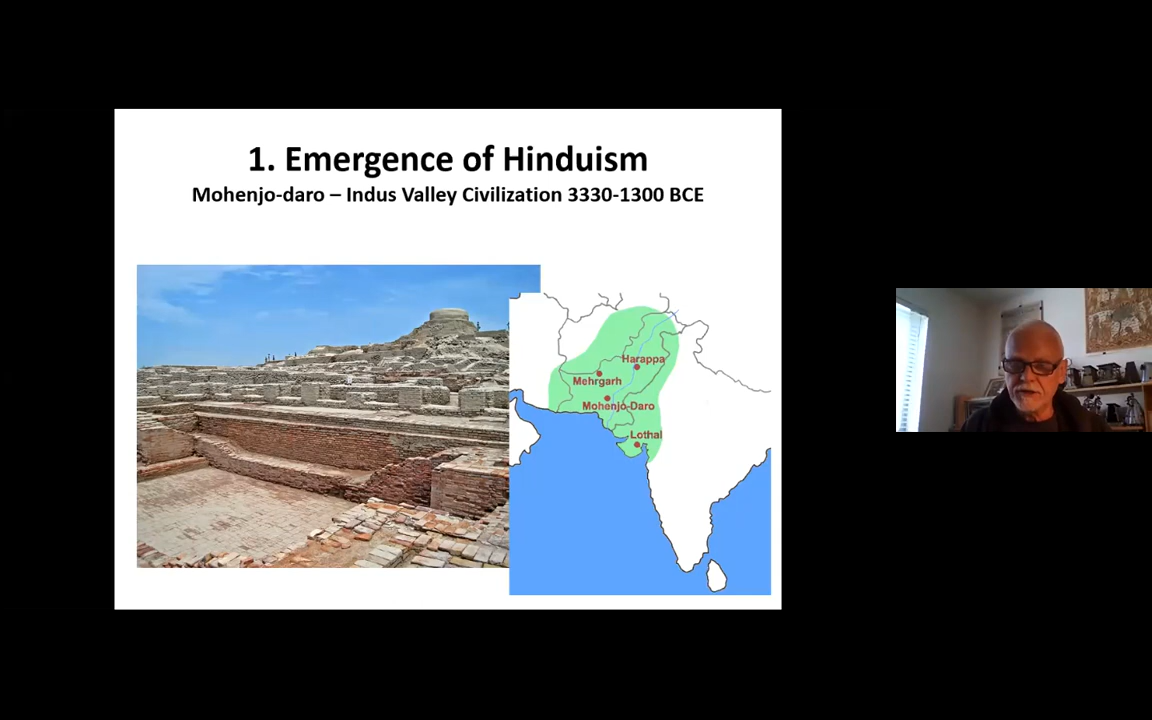 1. Emergence of Hinduism
Mohenjo-daro – Indus Valley Civilization 3330-1300 BCE
Harappa
Mehrgarh
Mohenjo-Daro
Lothal